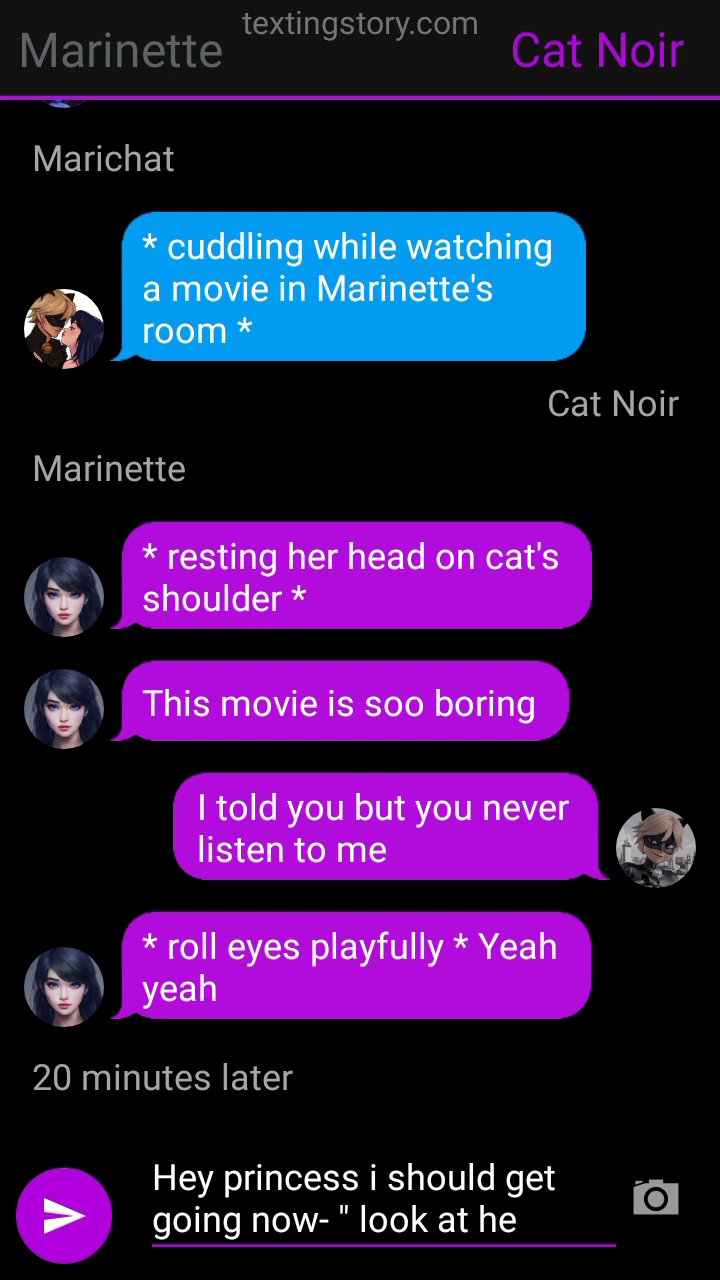 textingstory.com
Marinette
Cat Noir
Marichat
* cuddling while watching
a movie in Marinette's
room *
Cat Noir
Marinette
* resting her head on cat's
shoulder *
This movie is soo boring
I told you but you never
listen to me
* roll eyes playfully * Yeah
yeah
20 minutes later
Hey princess i should get
going now- " look at he